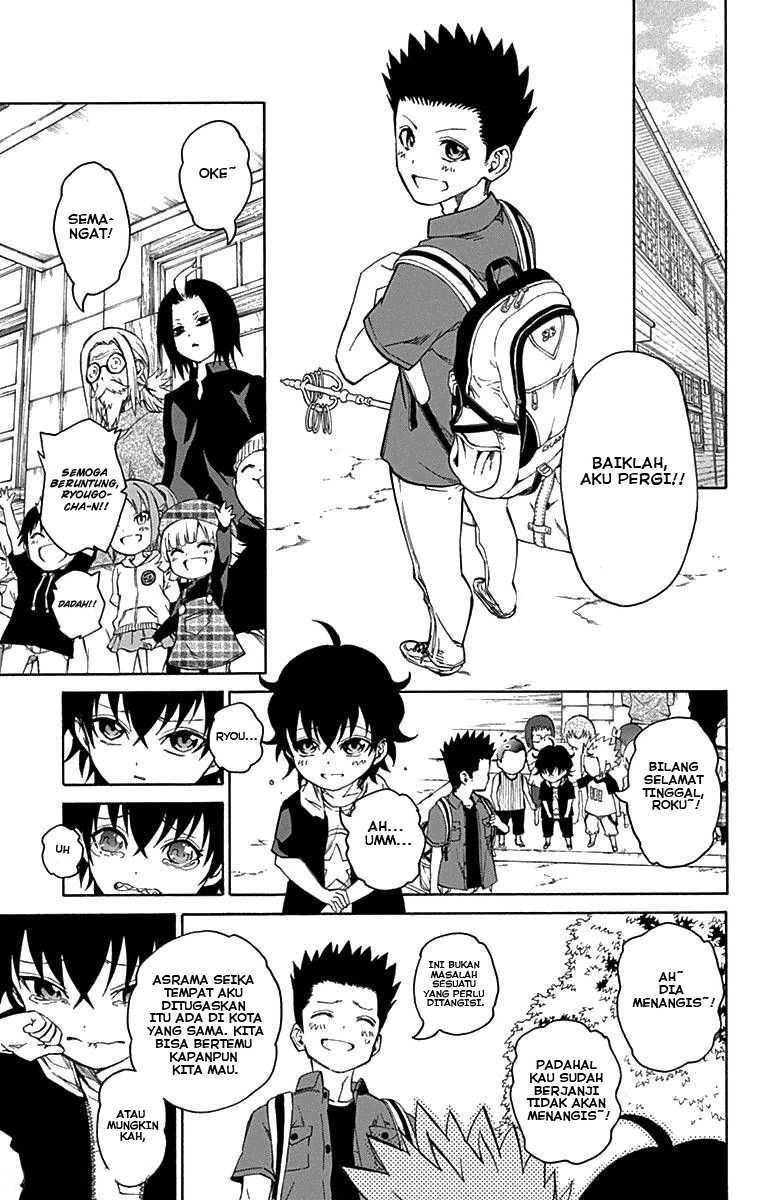 BAIKLAH,
AKU PERGI!!
OKE~
SEMA-
NGAT!
SEMOGA
BERUNTUNG,
RYOUGO-
CHA~N!!
DADAH!!
BILANG
SELAMAT
TINGGAL,
ROKU~!
AH...
UMM...
RYOU...
UH
AH~
DIA
MENANGIS~!
PADAHAL
KAU SUDAH
BERJANJI
TIDAK AKAN
MENANGIS~!
INI BUKAN
MASALAH
SESUATU
YANG PERLU
DITANGISI.
ASRAMA SEIKA
TEMPAT AKU
DITUGASKAN
ITU ADA DI KOTA
YANG SAMA. KITA
BISA BERTEMU
KAPANPUN
KITA MAU.
ATAU
MUNGKIN
KAH,